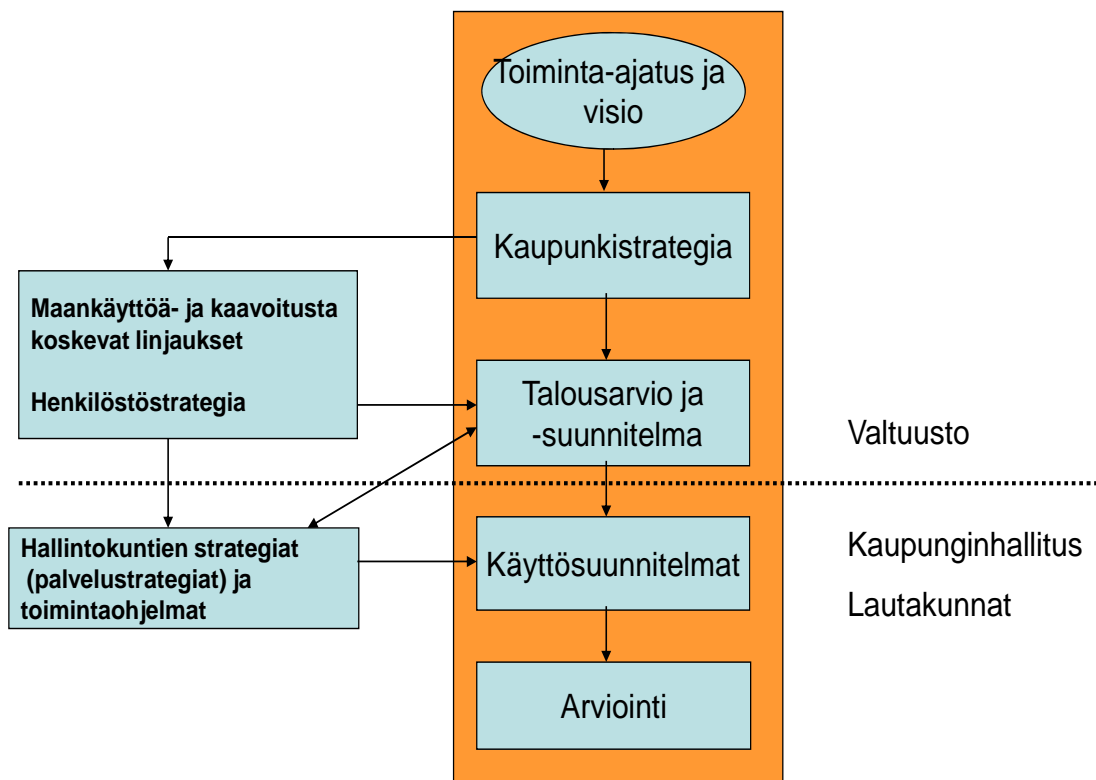 Toiminta-ajatus ja
visio
Kaupunkistrategia
Maankäyttöä- ja kaavoitusta
koskevat linjaukset
Henkilöstöstrategia
Talousarvio ja
-suunnitelma
Valtuusto
Hallintokuntien strategiat
(palvelustrategiat) ja
toimintaohjelmat
Käyttösuunnitelmat
Kaupunginhallitus
Lautakunnat
Arviointi